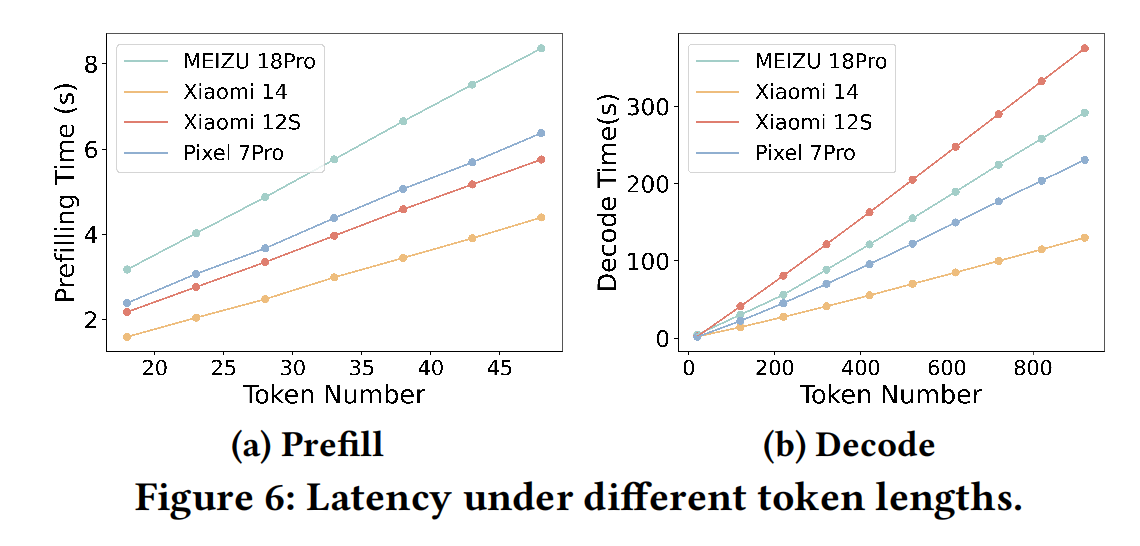 Prefilling Time (s)
8
6
4
2
MEIZU 18Pro
Xiaomi 14
Xiaomi 12S
Pixel 7Pro
20 25 30 35 40 45
Token Number
(a) Prefill
Decode Time(s)
300
200
100
0
MEIZU 18Pro
Xiaomi 14
Xiaomi 12S
Pixel 7Pro
0 200 400 600 800
Token Number
(b) Decode
Figure 6: Latency under different token lengths.